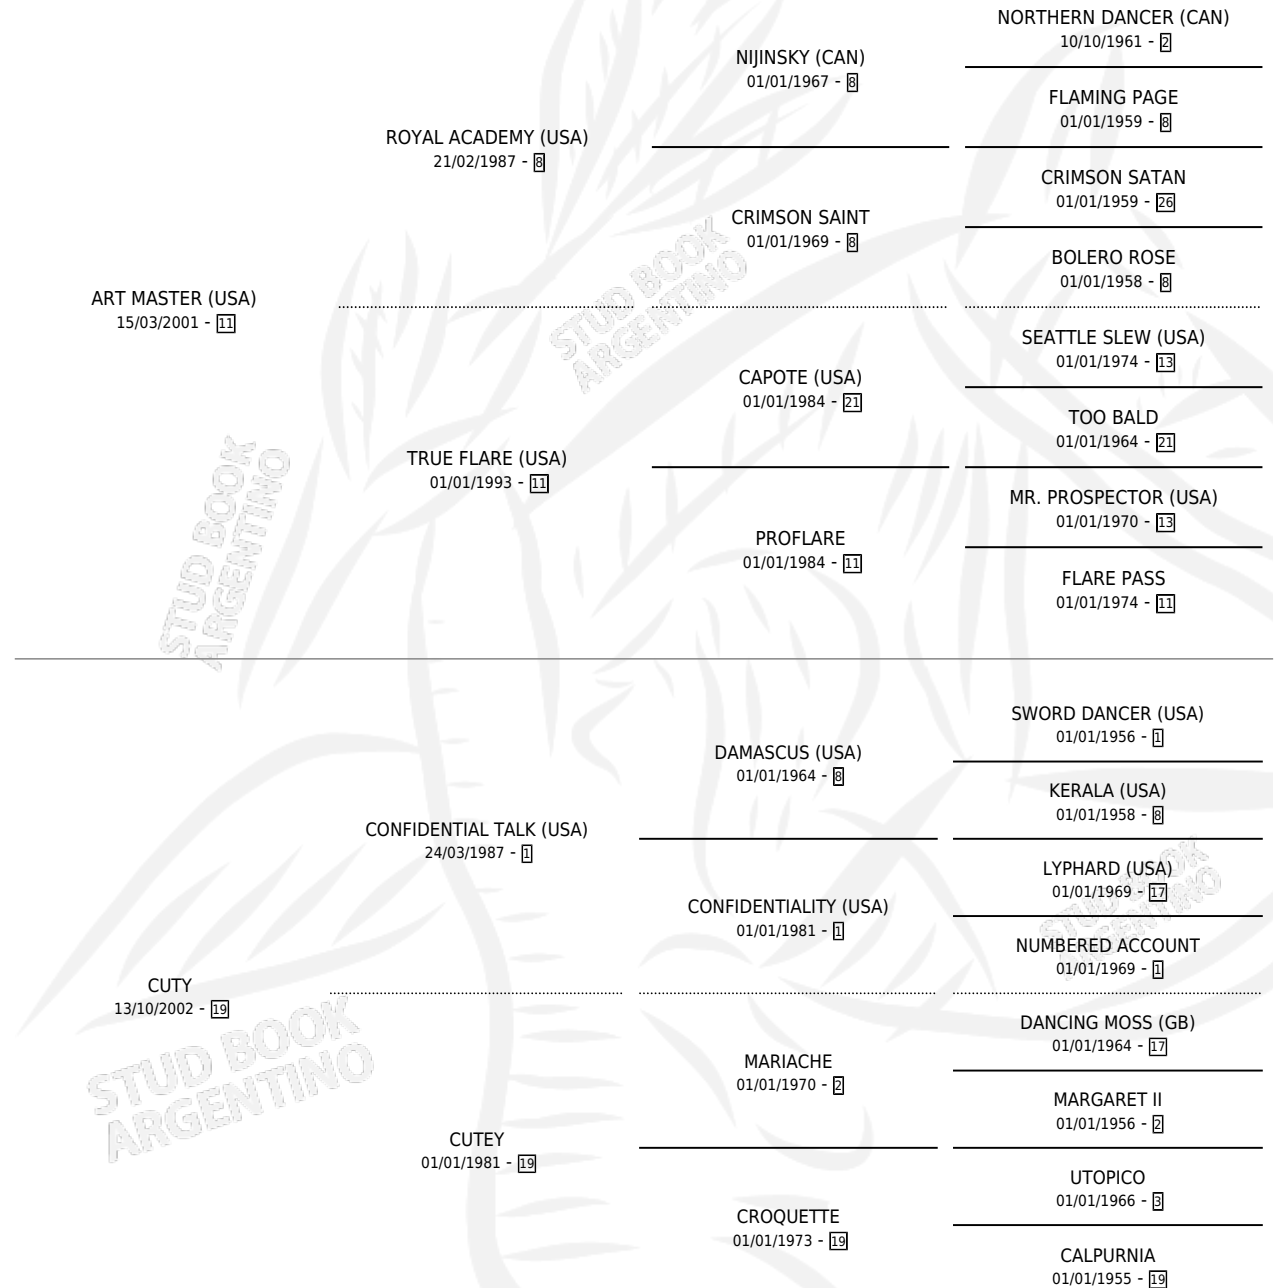 NORTHERN DANCER (CAN)
10/10/1961 - 2
NIJINSKY (CAN)
01/01/1967 - 8
FLAMING PAGE
01/01/1959 - 8
ROYAL ACADEMY (USA)
21/02/1987 - 8
CRIMSON SATAN
01/01/1959 - 26
CRIMSON SAINT
01/01/1969 - 8
BOLERO ROSE
01/01/1958 - 8
ART MASTER (USA)
15/03/2001 - 11
STUD BOOK
ARGENTINO
SEATTLE SLEW (USA)
01/01/1974 - 13
CAPOTE (USA)
01/01/1984 - 21
TOO BALD
01/01/1964 - 21
TRUE FLARE (USA)
01/01/1993 - 11
MR. PROSPECTOR (USA)
01/01/1970 - 13
PROFLARE
01/01/1984 - 11
FLARE PASS
01/01/1974 - 11
STUD BOOK
ARGENTINO
SWORD DANCER (USA)
01/01/1956 - 1
DAMASCUS (USA)
01/01/1964 - 8
KERALA (USA)
01/01/1958 - 8
CONFIDENTIAL TALK (USA)
24/03/1987 - 1
LYPHARD (USA)
01/01/1969 - 17
CONFIDENTIALITY (USA)
01/01/1981 - 1
NUMBERED ACCOUNT
01/01/1969 - 1
STUD BOOK
ARGENTINO
CUTY
13/10/2002 - 19
DANCING MOSS (GB)
01/01/1964 - 17
MARIACHE
01/01/1970 - 2
MARGARET II
01/01/1956 - 2
STUD BOOK
ARGENTINO
CUTEY
01/01/1981 - 19
UTOPICO
01/01/1966 - 3
CROQUETTE
01/01/1973 - 19
CALPURNIA
01/01/1955 - 19